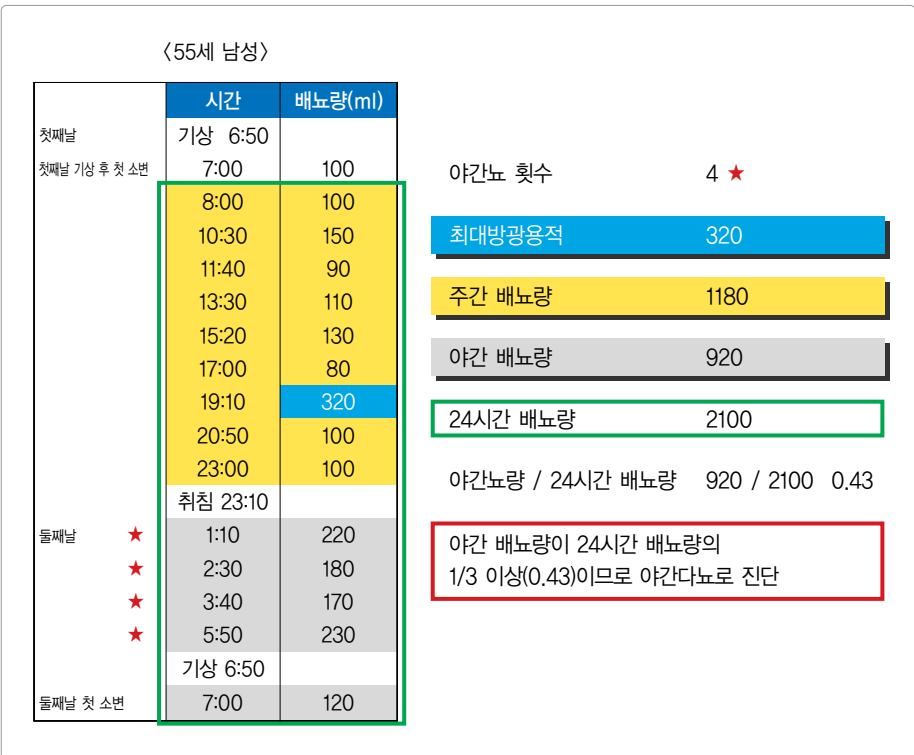 〈55세 남성〉
시간 배뇨량(ml)
첫째날 기상 6:50
첫째날 기상 후 첫 소변 7:00 100
8:00 100
10:30 150
11:40 90
13:30 110
15:20 130
17:00 80
19:10 320
20:50 100
23:00 100
취침 23:10
둘째날 ★ 1:10 220
★ 2:30 180
★ 3:40 170
★ 5:50 230
기상 6:50
둘째날 첫 소변 7:00 120
야간뇨 횟수 4 ★
최대방광용적 320
주간 배뇨량 1180
야간 배뇨량 920
24시간 배뇨량 2100
야간뇨량 / 24시간 배뇨량 920 / 2100 0.43
야간 배뇨량이 24시간 배뇨량의
1/3 이상(0.43)이므로 야간다뇨로 진단